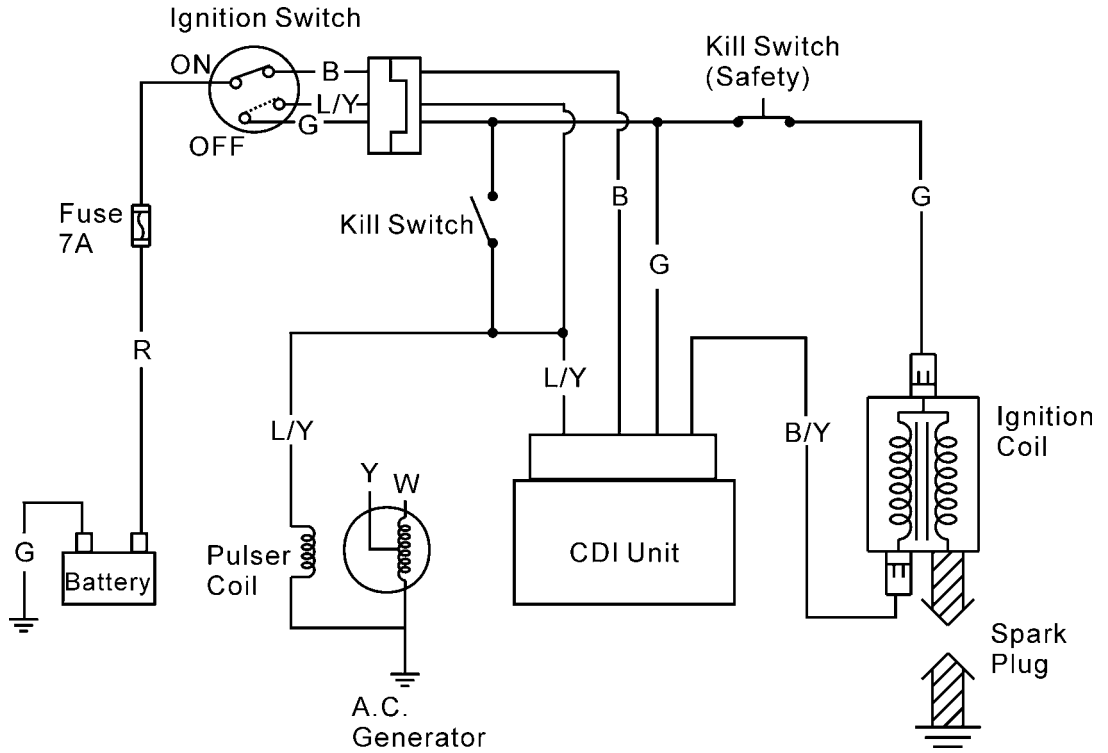 Ignition Switch
ON
B
L/Y
G
OFF
Kill Switch
(Safety)
Fuse
7A
Kill Switch
B
G
G
R
L/Y
L/Y
B/Y
Ignition
Coil
Y
W
G
Battery
Pulser
Coil
CDI Unit
Spark
Plug
A.C.
Generator